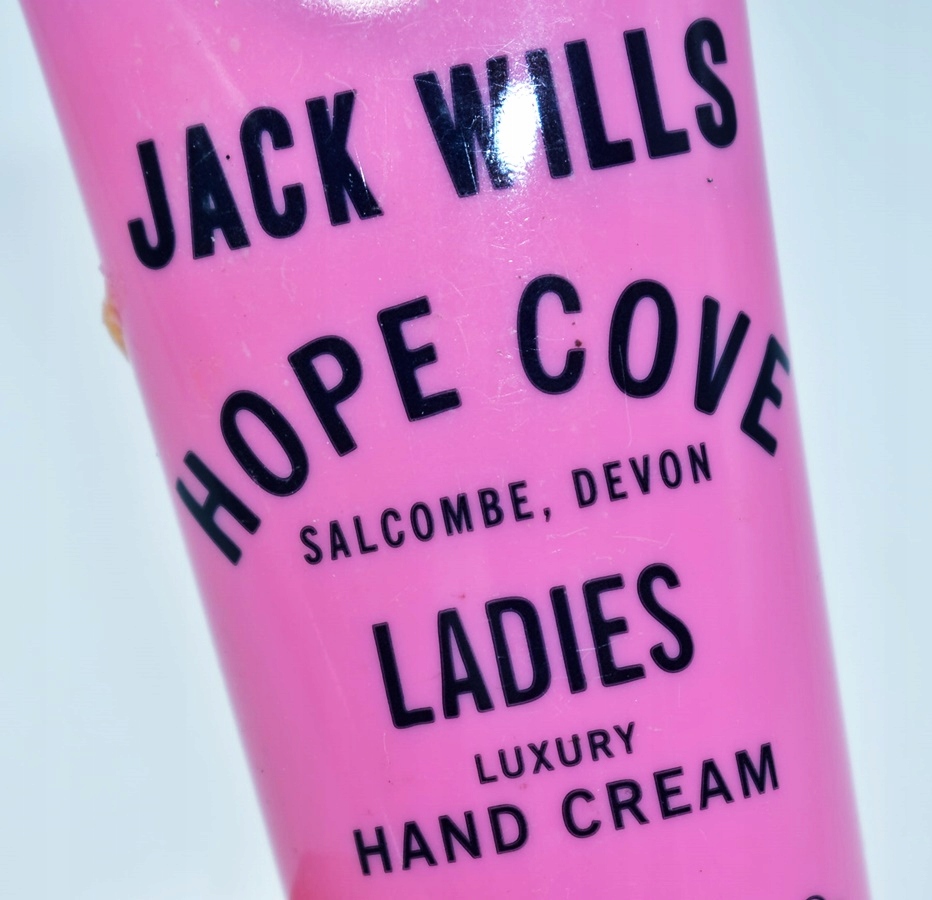 JACK WILLS
HOPE COVE
SALCOMBE, DEVON
LADIES
LUXURY
HAND CREAM